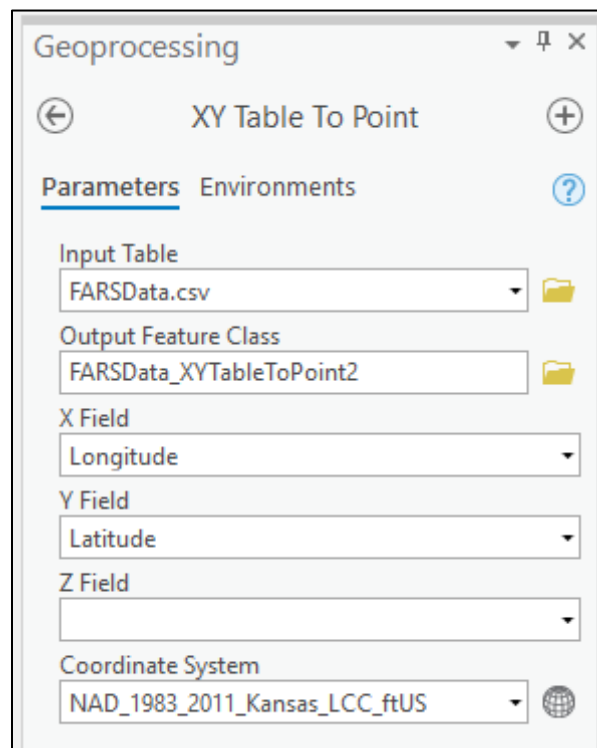 Geoprocessing
XY Table To Point
Parameters Environments
Input Table
FARSData.csv
Output Feature Class
FARSData_XYTableToPoint2
X Field
Longitude
Y Field
Latitude
Z Field
Coordinate System
NAD_1983_2011_Kansas_LCC_ftUS